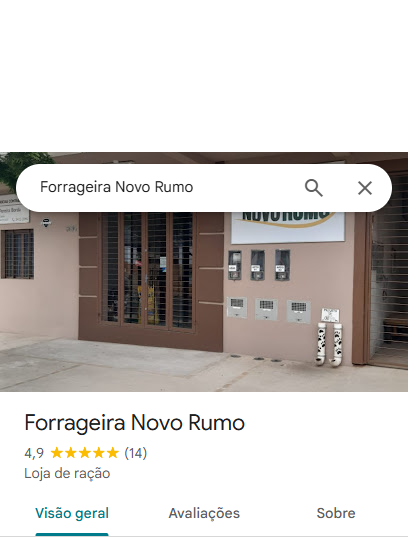 Forrageira Novo Rumo
NOVO RUMO
Forrageira Novo Rumo
4,9 (14)
Loja de ração
Visão geral
Avaliações
Sobre